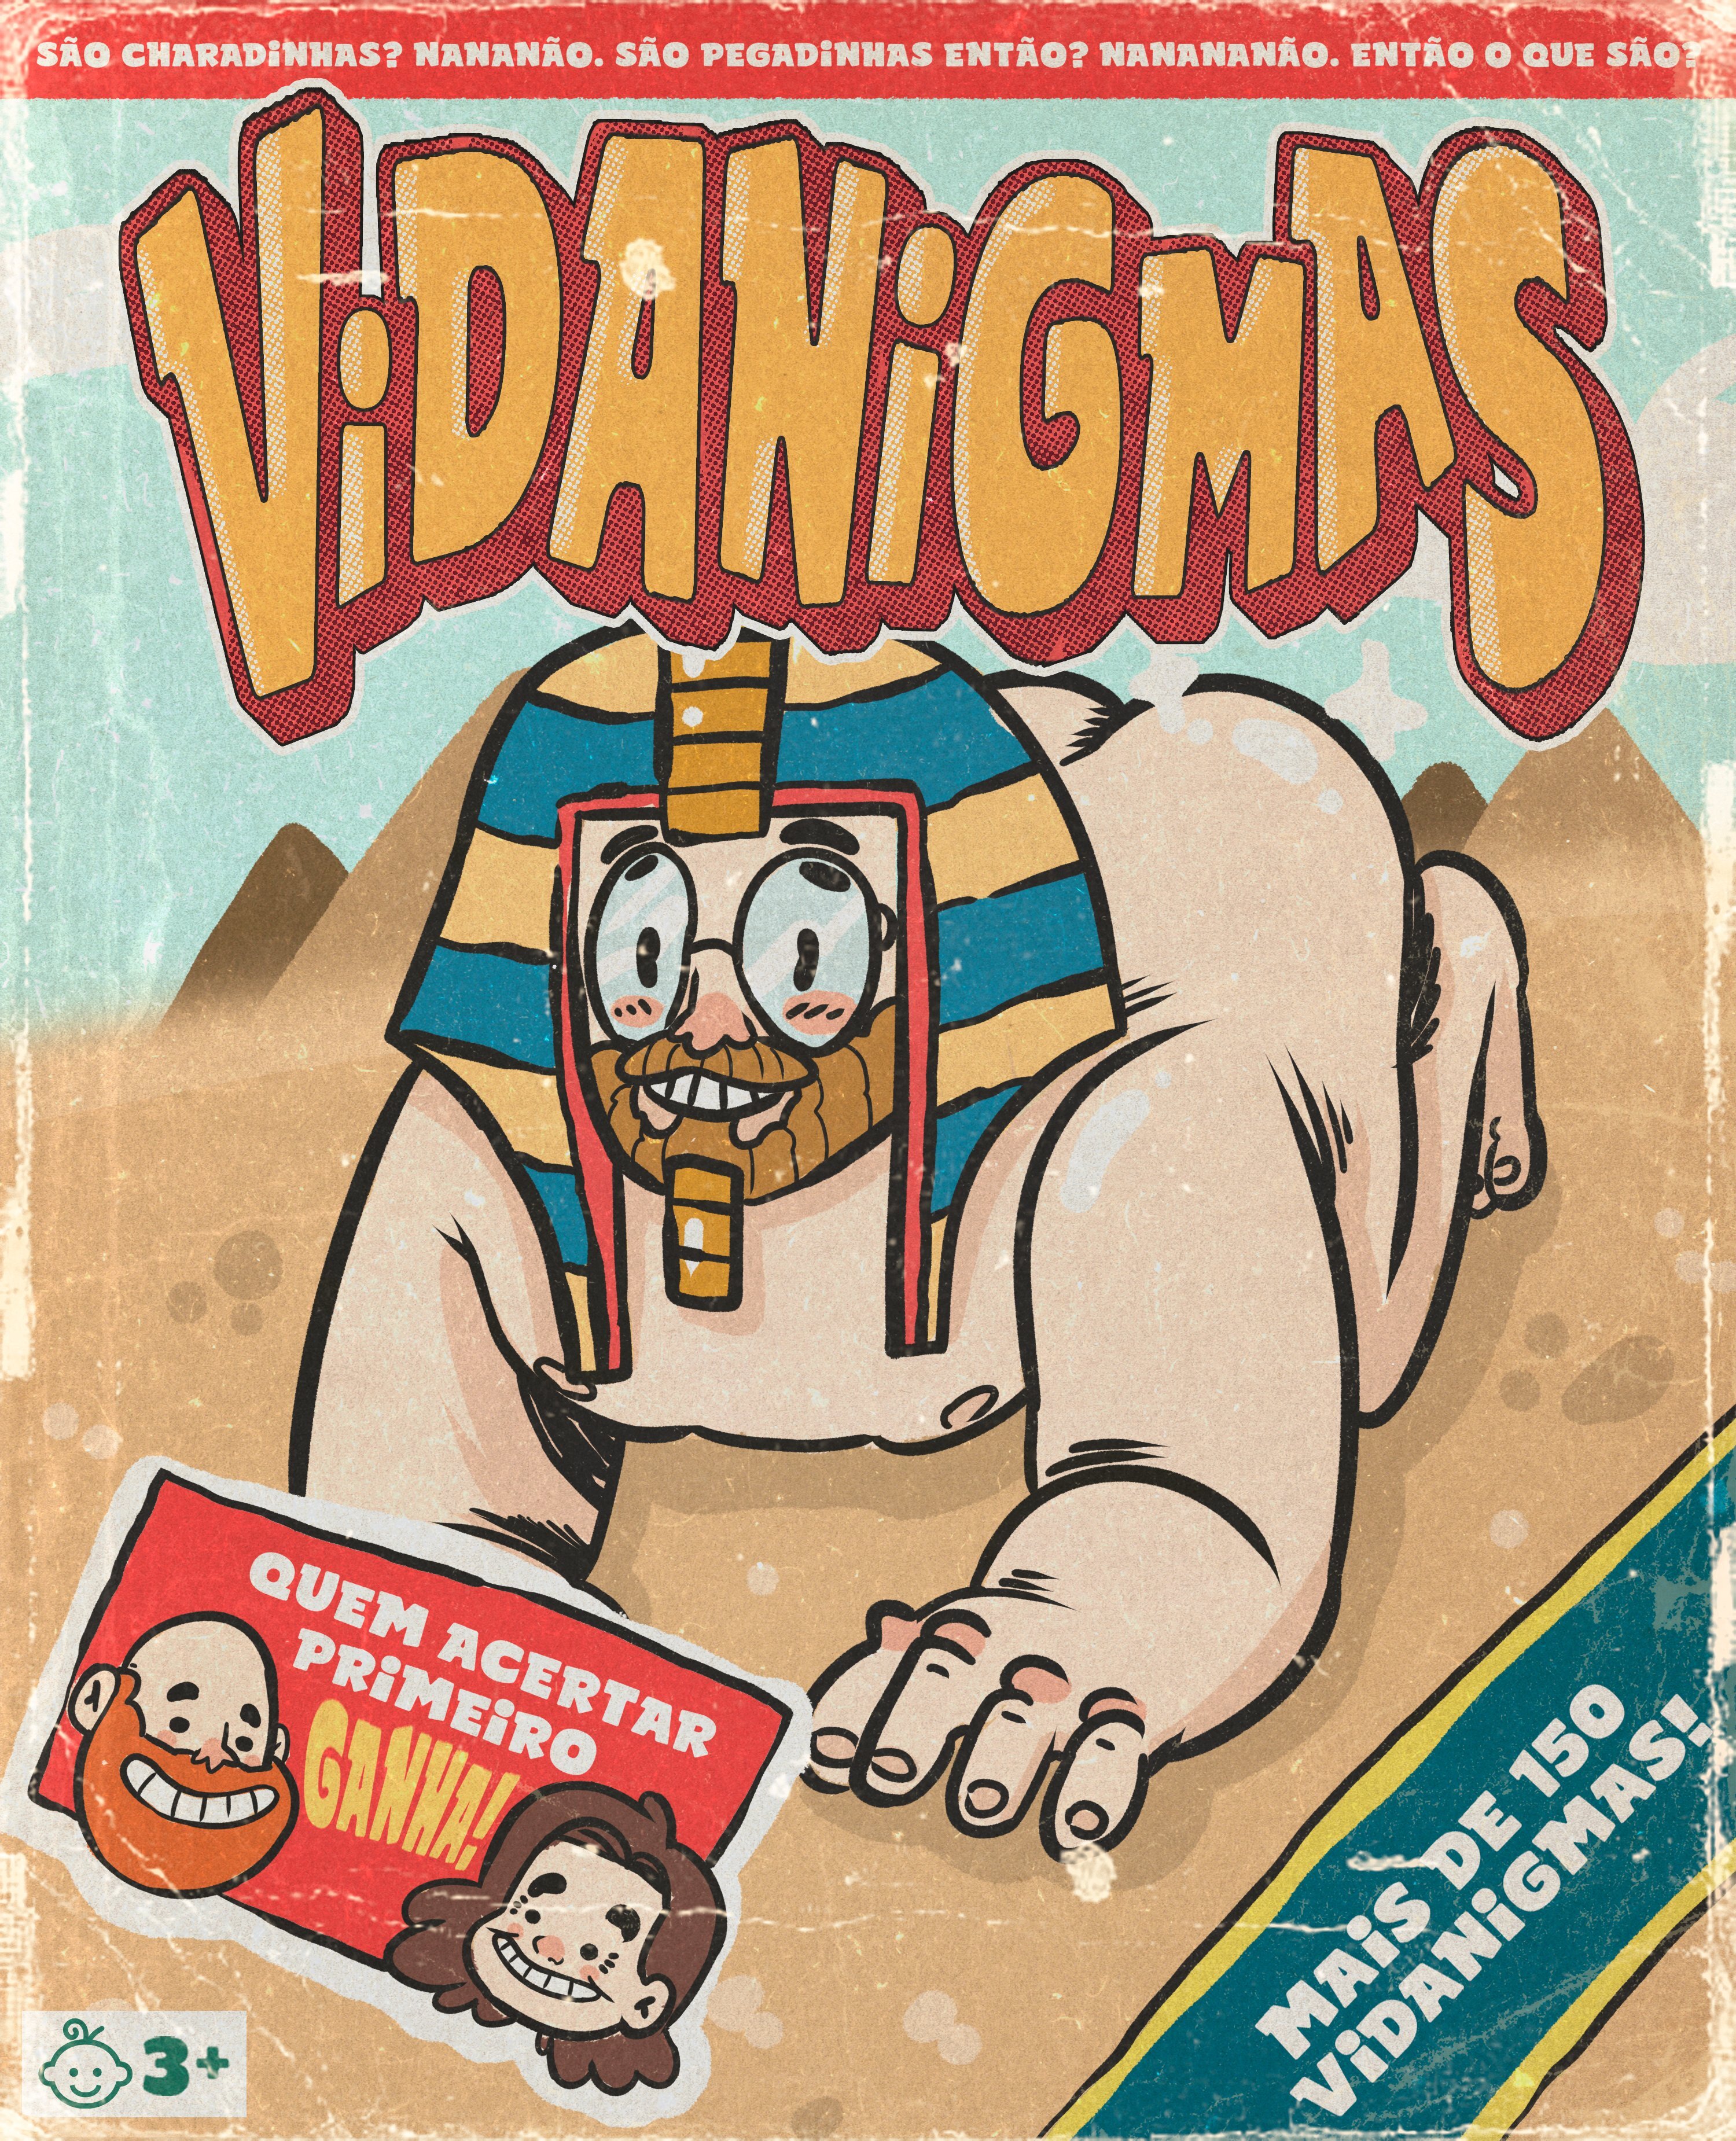 SÃO CHARADiNHAS? NANANÃO. SÃO PEGADiNHAS ENTÃO? NANANANÃO. ENTÃO O QUE SÃO?
ViDANiGMAS
QUEM ACERTAR
PRiMEiRO
GANHA!
MAiS DE 150
ViDANiGMAS!
3+